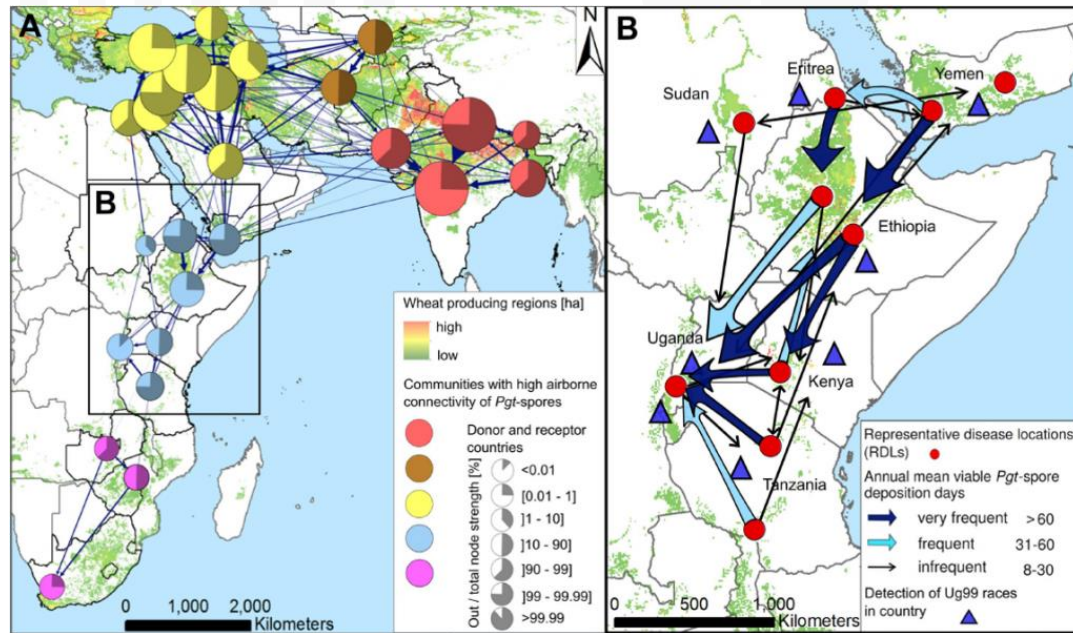 A
N
B
Wheat producing regions [ha]
high
low
Communities with high airborne
connectivity of Pgt-spores
Donor and receptor
countries
Out / total node strength [%]
<0.01
[0.01 - 1]
]1 - 10]
]10 - 90]
]90 - 99]
]99 - 99.99]
>99.99
0 1,000 2,000
Kilometers
B
Eritrea
Yemen
Sudan
Ethiopia
Uganda
Kenya
Tanzania
0 500 1,000
Kilometers
Representative disease locations
(RDLs)
Annual mean viable Pgt-spore
deposition days
very frequent >60
frequent 31-60
infrequent 8-30
Detection of Ug99 races
in country